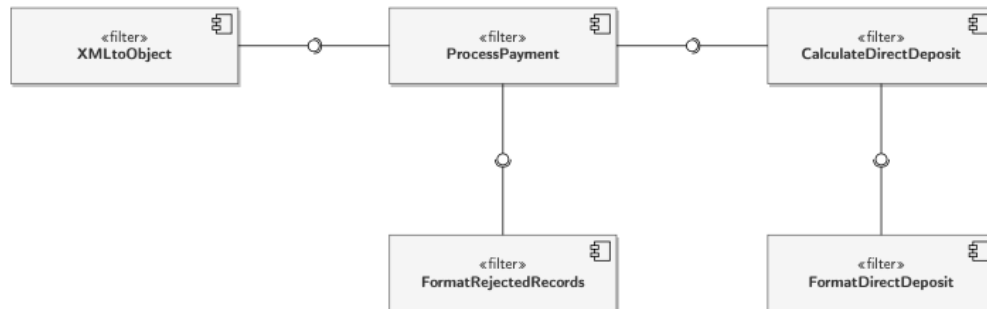 «filter»
XMLtoObject
«filter»
ProcessPayment
«filter»
CalculateDirectDeposit
«filter»
FormatRejectedRecords
«filter»
FormatDirectDeposit